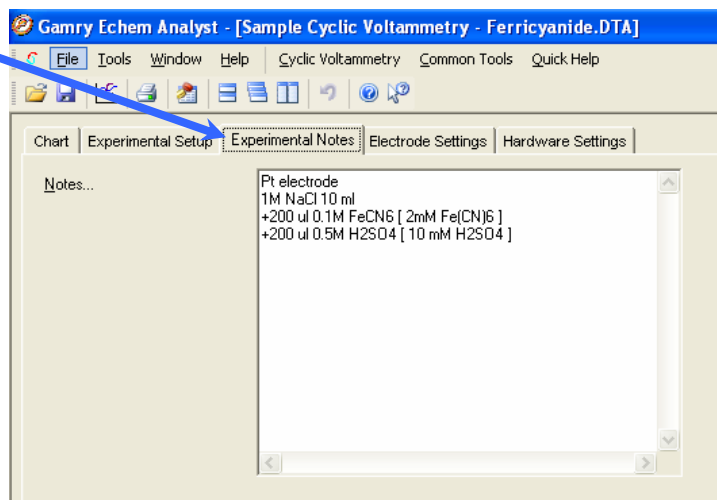 Gamry Echem Analyst - [Sample Cyclic Voltammetry - Ferricyanide.DTA]
File Tools Window Help Cyclic Voltammetry Common Tools Quick Help
Chart Experimental Setup Experimental Notes Electrode Settings Hardware Settings
Notes...
Pt electrode
1M NaCl 10 ml
+200 ul 0.1M FeCN6 [ 2mM Fe(CN)6 ]
+200 ul 0.5M H2SO4 [ 10 mM H2SO4 ]